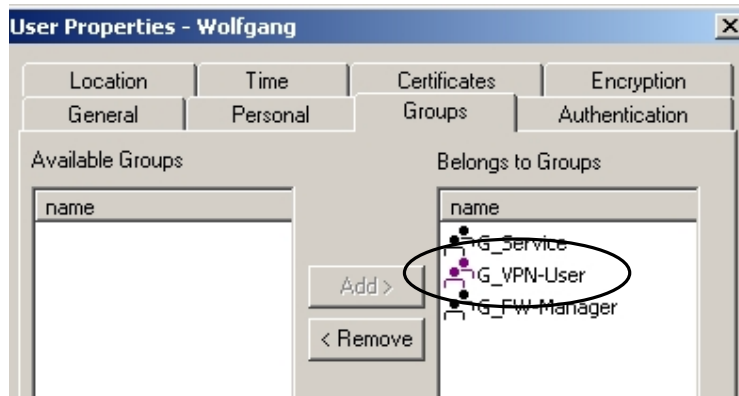 User Properties - Wolfgang
Location Time Certificates Encryption
General Personal Groups Authentication
Available Groups
Belongs to Groups
name
name
G_Service
G_VPN-User
G_FW-Manager
Add >
< Remove